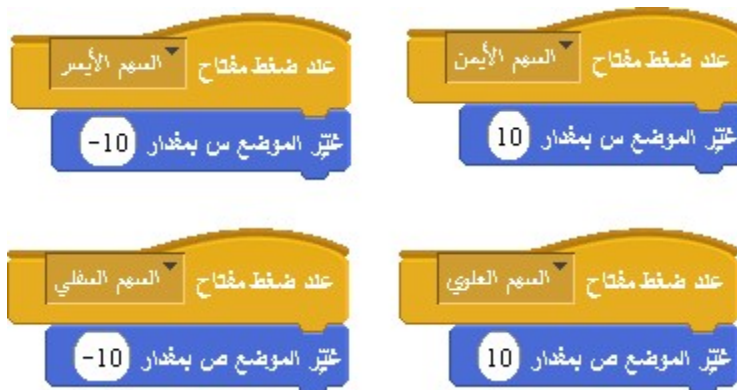 عند ضغط مفتاح السهم الأيمن
غيّر الموضع س بمقدار 10
عند ضغط مفتاح السهم الأيسر
غيّر الموضع س بمقدار -10
عند ضغط مفتاح السهم العلوي
غيّر الموضع ص بمقدار 10
عند ضغط مفتاح السهم السفلي
غيّر الموضع ص بمقدار -10